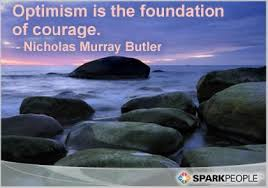 Optimism is the foundation
of courage.
- Nicholas Murray Butler
SPARKPEOPLE